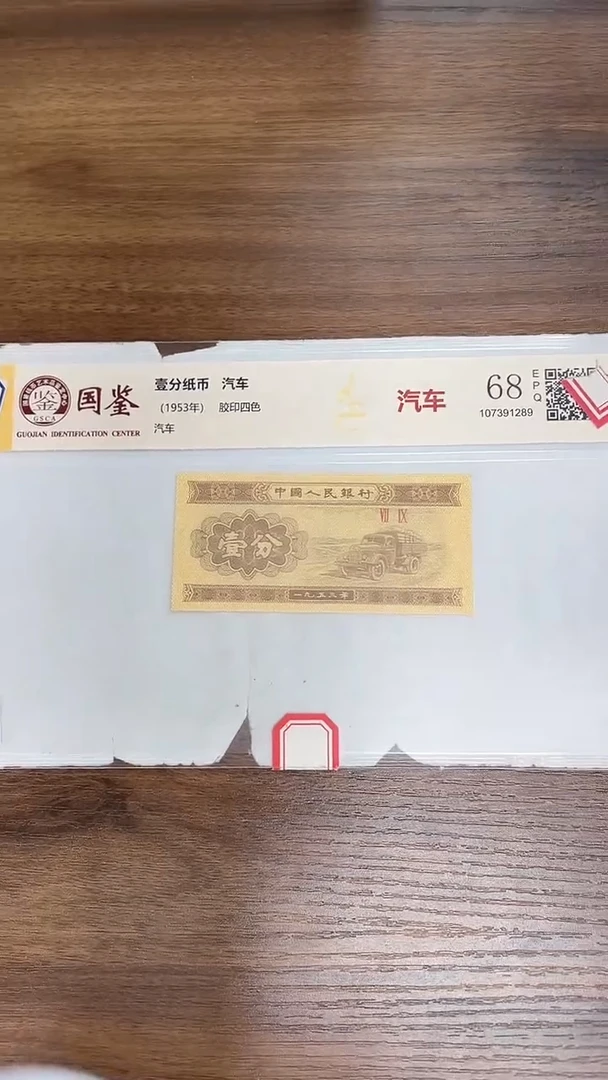 国鉴
GSCA
GUOJIAN IDENTIFICATION CENTER
壹分纸币 汽车
(1953年) 胶印四色
汽车
汽车
68
EPQ
107391289
中國人民銀行
VII IX
壹分
一九五三年